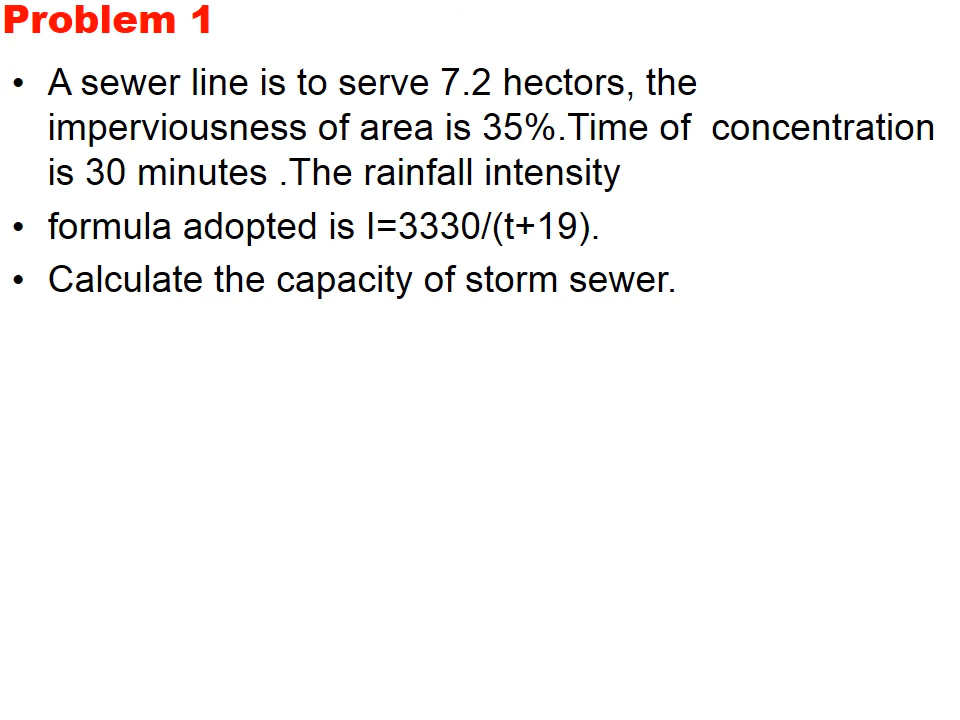 Problem 1
• A sewer line is to serve 7.2 hectors, the
imperviousness of area is 35%.Time of  concentration
is 30 minutes .The rainfall intensity
• formula adopted is I=3330/(t+19).
• Calculate the capacity of storm sewer.